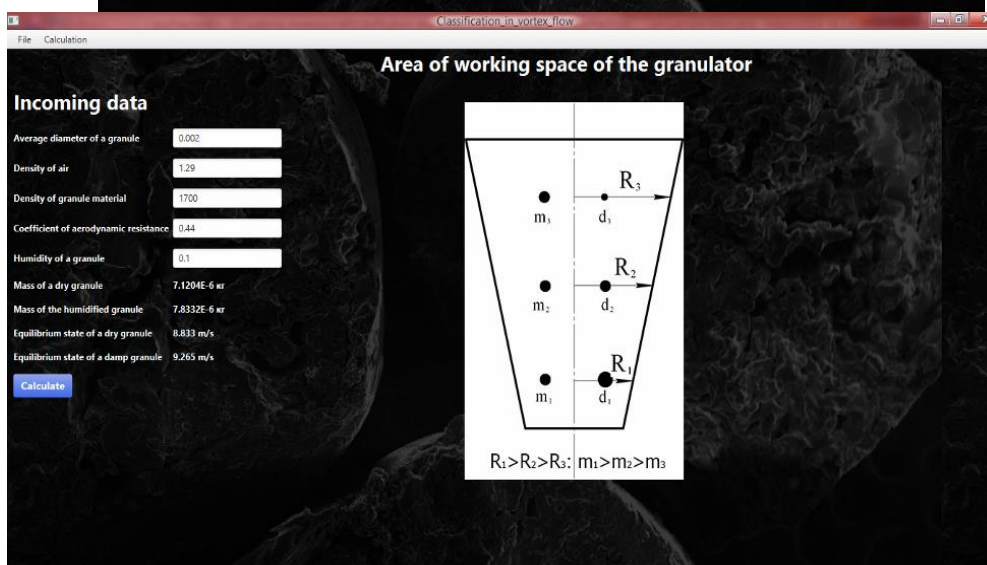 Classification_in_vortex_flow
File Calculation
Area of working space of the granulator
Incoming data
Average diameter of a granule 0.002
Density of air 1.29
Density of granule material 1700
Coefficient of aerodynamic resistance 0.44
Humidity of a granule 0.1
Mass of a dry granule 7.1204E-6 кг
Mass of the humidified granule 7.8332E-6 кг
Equilibrium state of a dry granule 8.833 m/s
Equilibrium state of a damp granule 9.265 m/s
Calculate
R₃
m₃ d₃
R₂
m₂ d₂
R₁
m₁ d₁
R₁>R₂>R₃: m₁>m₂>m₃